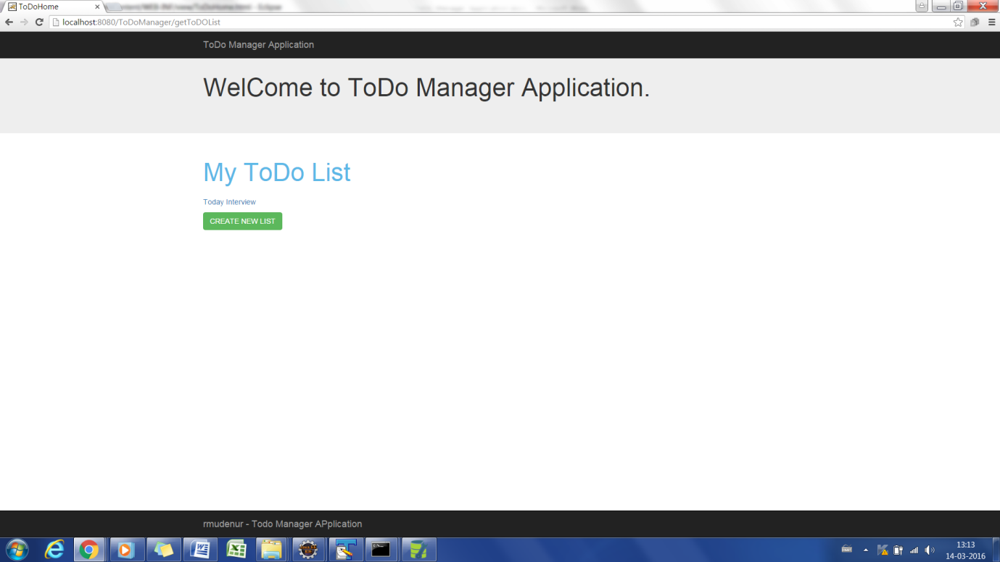 ToDoHome
localhost:8080/ToDoManager/getToDOList
ToDo Manager Application
WelCome to ToDo Manager Application.
My ToDo List
Today Interview
CREATE NEW LIST
rmudenur - Todo Manager APplication
13:13
14-03-2016